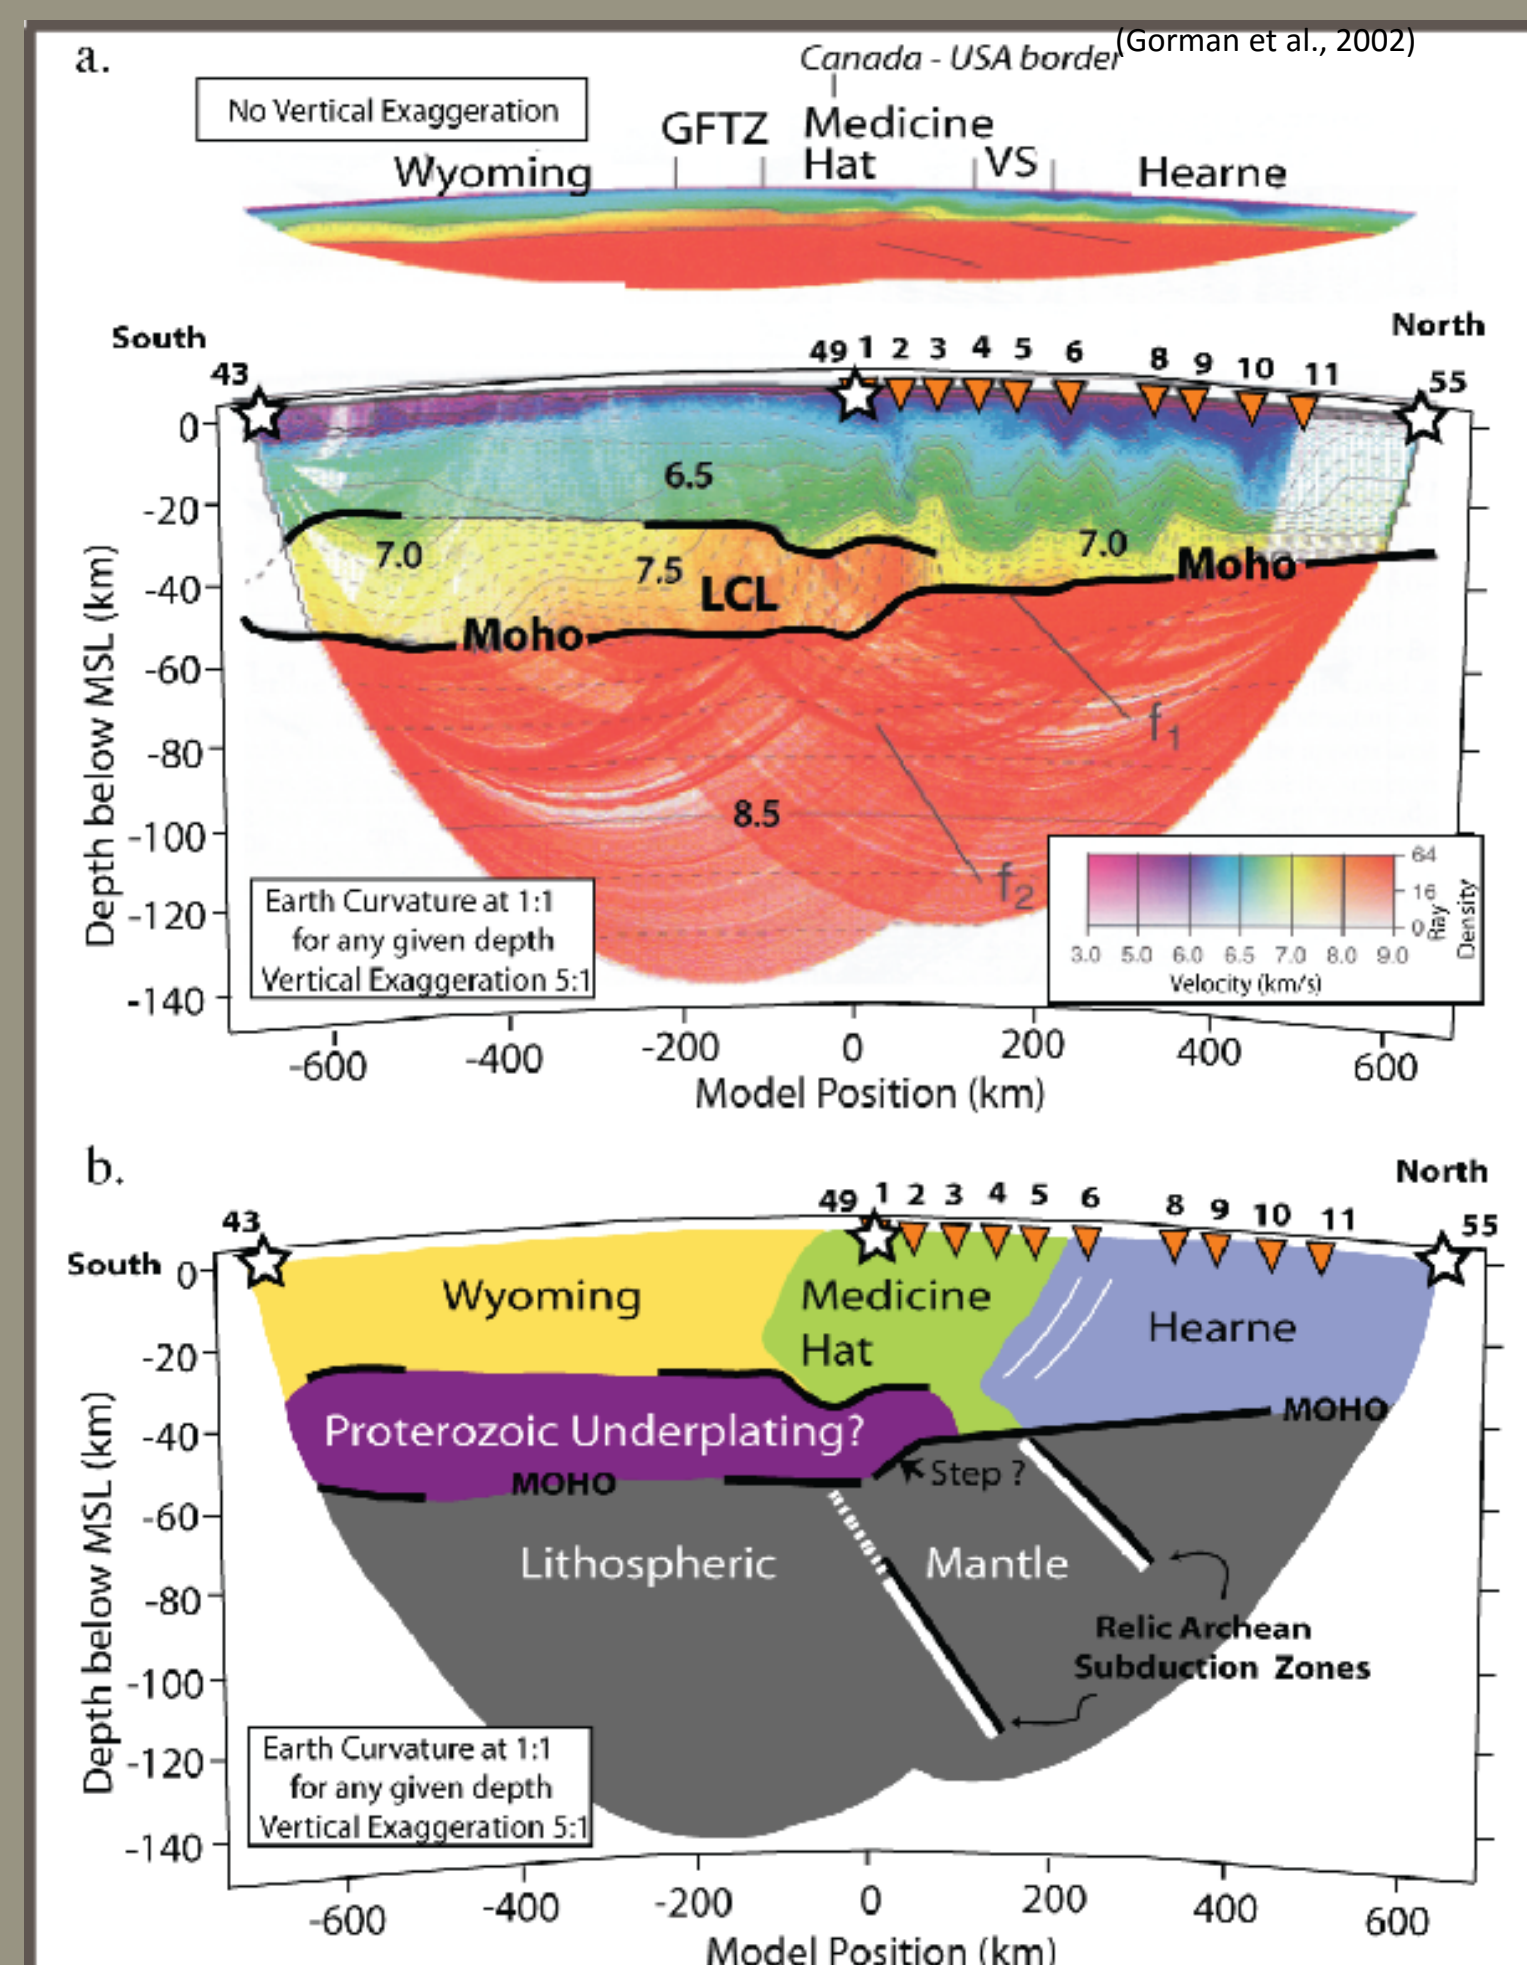 a.
(Gorman et al., 2002)
Canada - USA border
No Vertical Exaggeration
GFTZ
Medicine
Hat
Wyoming
VS
Hearne
South
North
43
49 1 2 3 4 5 6 8 9 10 11
55
0
-20
-40
-60
-80
-100
-120
-140
Depth below MSL (km)
6.5
7.0
7.5
LCL
7.0
Moho
Moho
f1
8.5
f2
Earth Curvature at 1:1
for any given depth
Vertical Exaggeration 5:1
64
16
0
Ray
Density
3.0 5.0 6.0 6.5 7.0 8.0 9.0
Velocity (km/s)
-600 -400 -200 0 200 400 600
Model Position (km)
b.
North
43
49 1 2 3 4 5 6 8 9 10 11
55
South
0
-20
-40
-60
-80
-100
-120
-140
Depth below MSL (km)
Wyoming
Medicine
Hat
Hearne
Proterozoic Underplating?
MOHO
MOHO
Step ?
Lithospheric Mantle
Relic Archean
Subduction Zones
Earth Curvature at 1:1
for any given depth
Vertical Exaggeration 5:1
-600 -400 -200 0 200 400 600
Model Position (km)